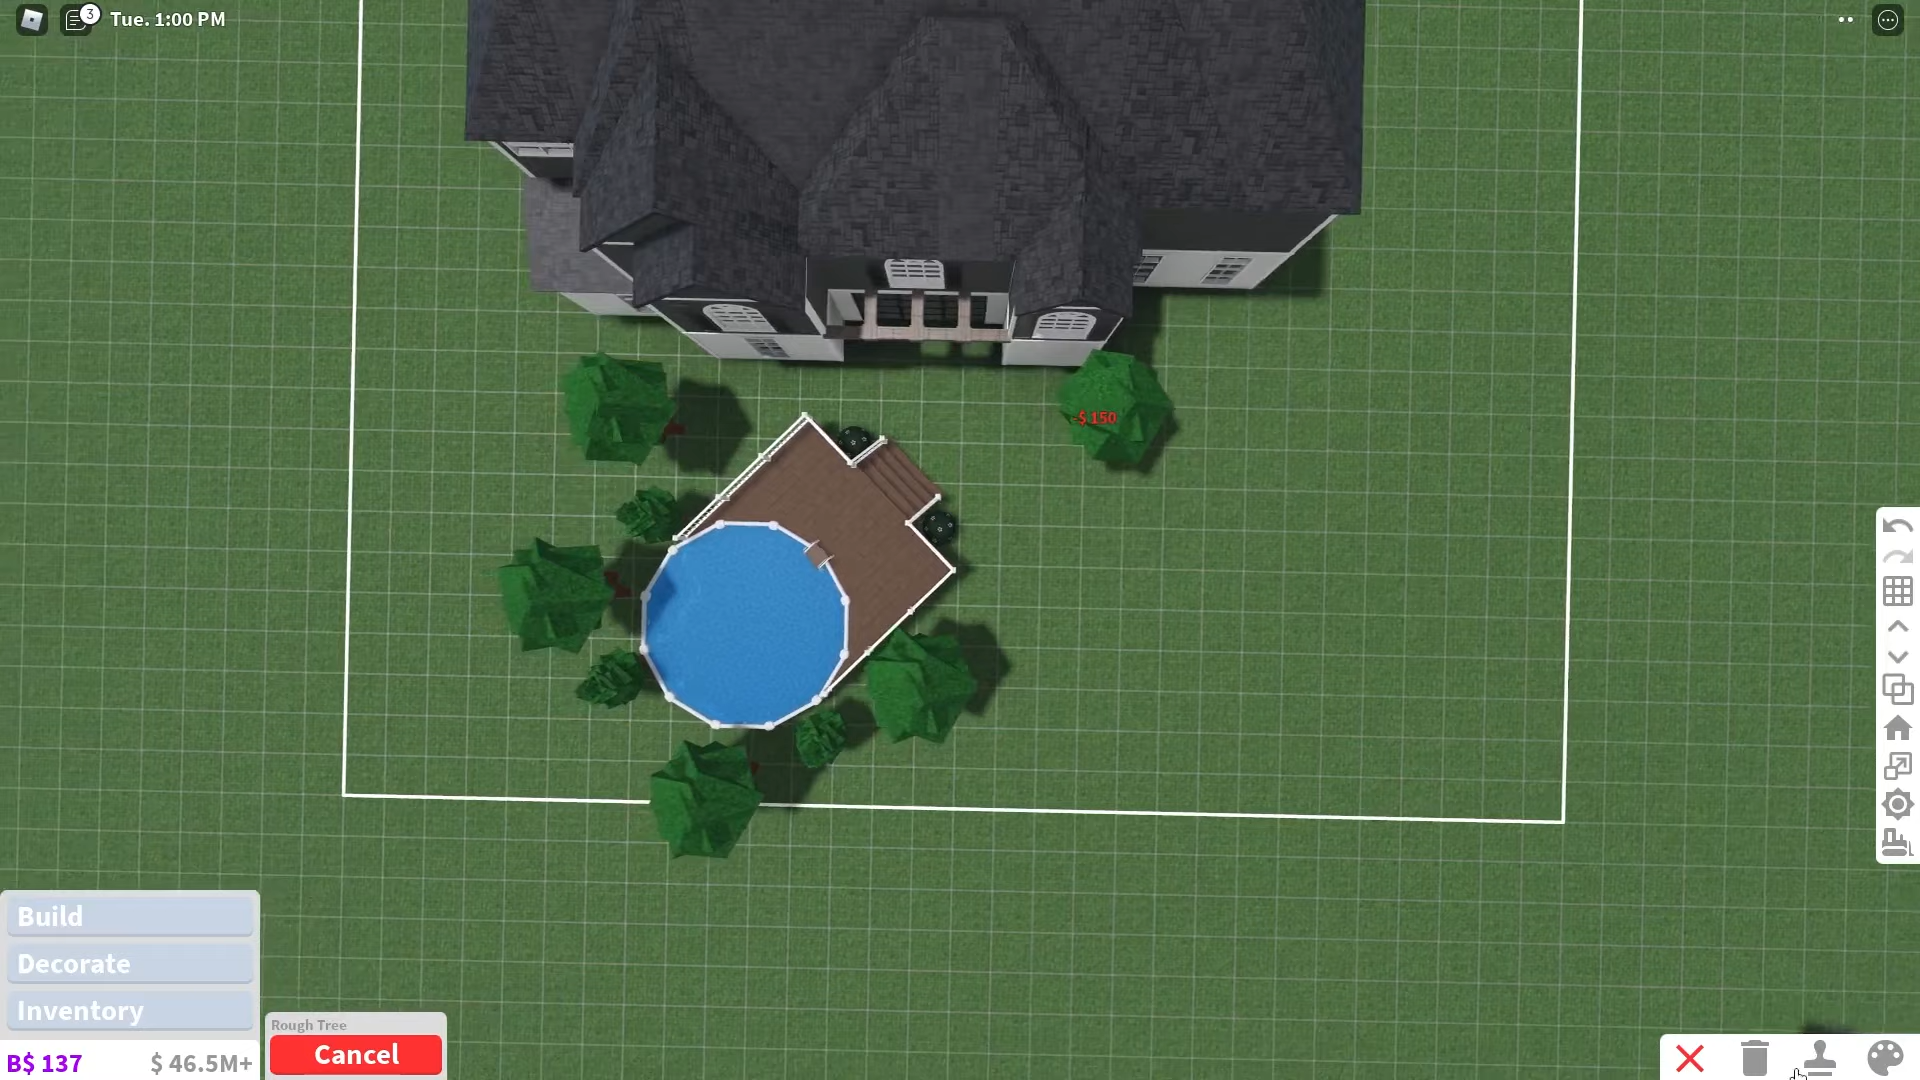 3
Tue. 1:00 PM
-$ 150
Build
Decorate
Inventory
B$ 137
$ 46.5M+
Rough Tree
Cancel